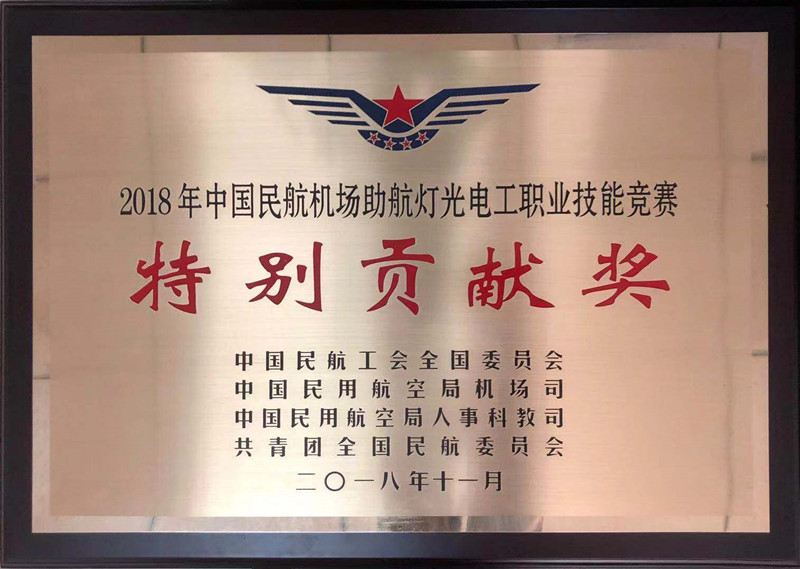 2018年中国民航机场助航灯光电工职业技能竞赛
特别贡献奖
中国民航工会全国委员会
中国民用航空局机场司
中国民用航空局人事科教司
共青团全国民航委员会
二〇一八年十一月